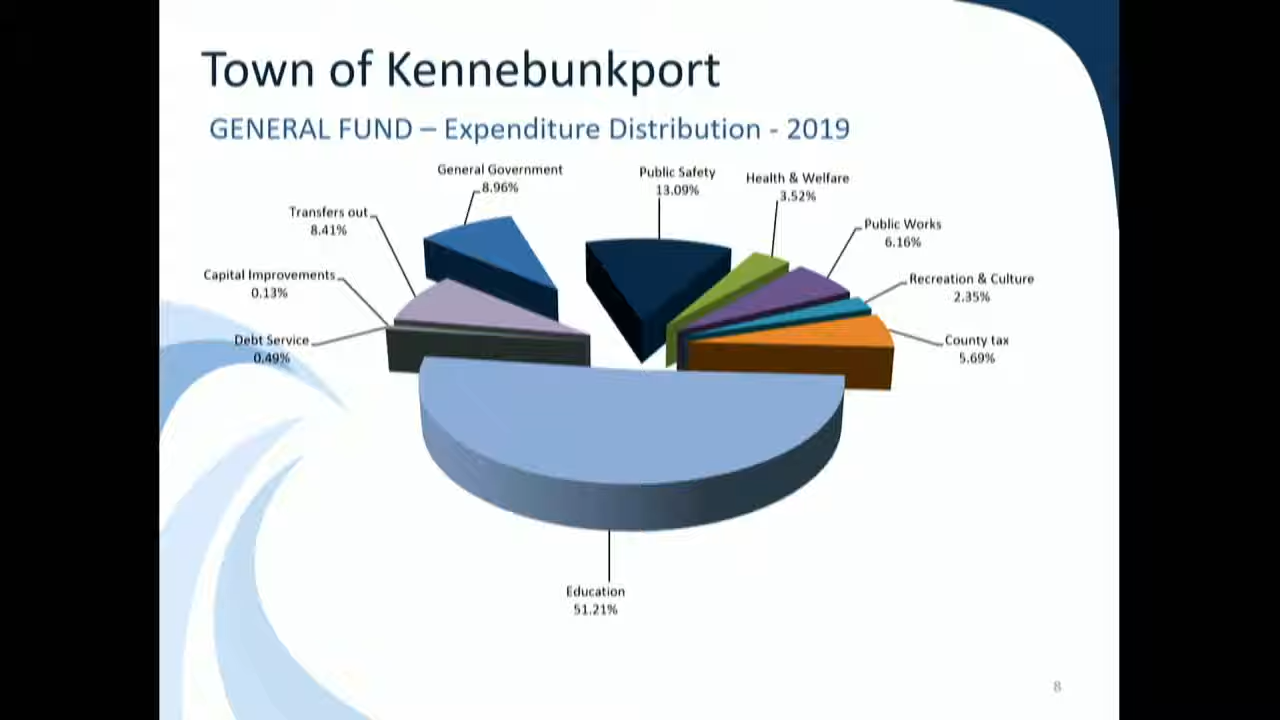 Town of Kennebunkport
GENERAL FUND – Expenditure Distribution - 2019
General Government
8.96%
Public Safety
13.09%
Health & Welfare
3.52%
Transfers out
8.41%
Public Works
6.16%
Capital Improvements
0.13%
Recreation & Culture
2.35%
Debt Service
0.49%
County tax
5.69%
Education
51.21%
8